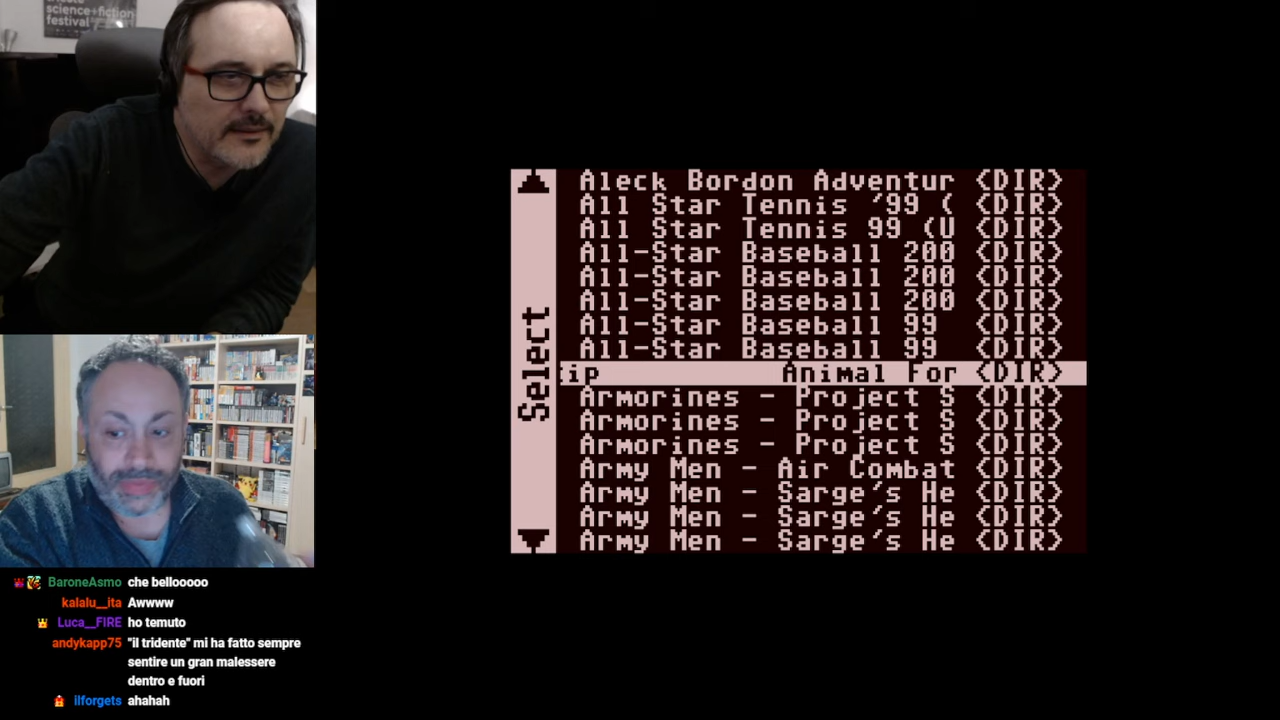 science+fiction
festival
Aleck Bordon Adventur <DIR>
All Star Tennis '99 ( <DIR>
All Star Tennis 99 (U <DIR>
All-Star Baseball 200 <DIR>
All-Star Baseball 200 <DIR>
All-Star Baseball 200 <DIR>
All-Star Baseball 99 <DIR>
All-Star Baseball 99 <DIR>
ip Animal For <DIR>
Armorines - Project S <DIR>
Armorines - Project S <DIR>
Armorines - Project S <DIR>
Army Men - Air Combat <DIR>
Army Men - Sarge's He <DIR>
Army Men - Sarge's He <DIR>
Army Men - Sarge's He <DIR>
Select
BaroneAsmo che bellooooo
kalalu__ita Awwww
Luca__FIRE ho temuto
andykapp75 "il tridente" mi ha fatto sempre
sentire un gran malessere
dentro e fuori
ilforgets ahahah